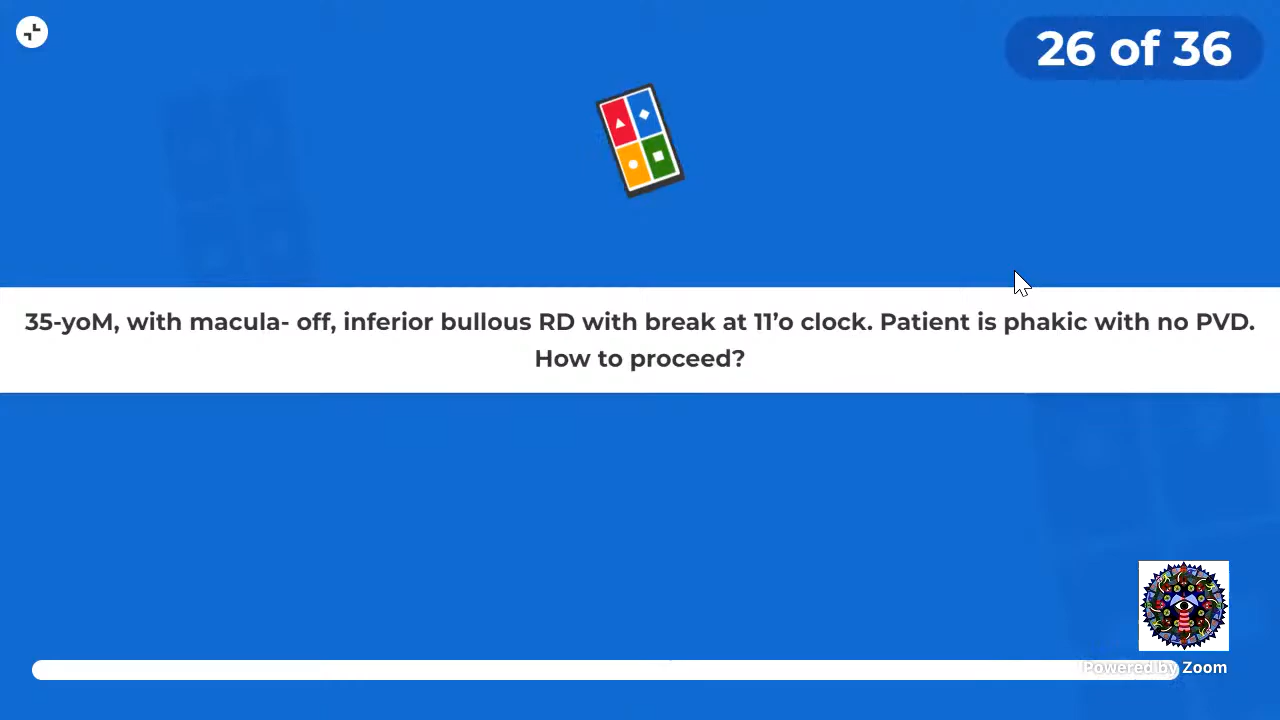 26 of 36
35-yoM, with macula- off, inferior bullous RD with break at 11’o clock. Patient is phakic with no PVD.
How to proceed?
Powered by Zoom